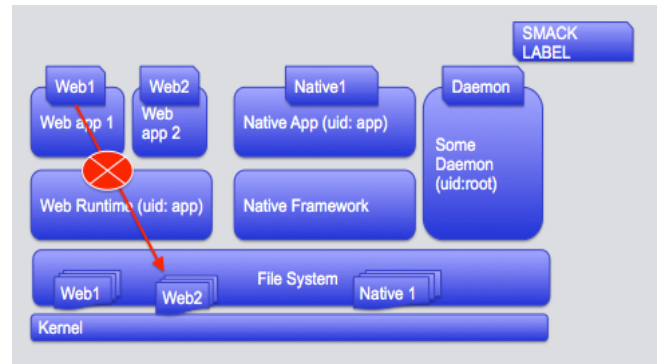 SMACK
LABEL
Web1
Web2
Native1
Daemon
Web app 1
Web
app 2
Native App (uid: app)
Some
Daemon
(uid:root)
Web Runtime (uid: app)
Native Framework
File System
Web1
Web2
Native 1
Kernel